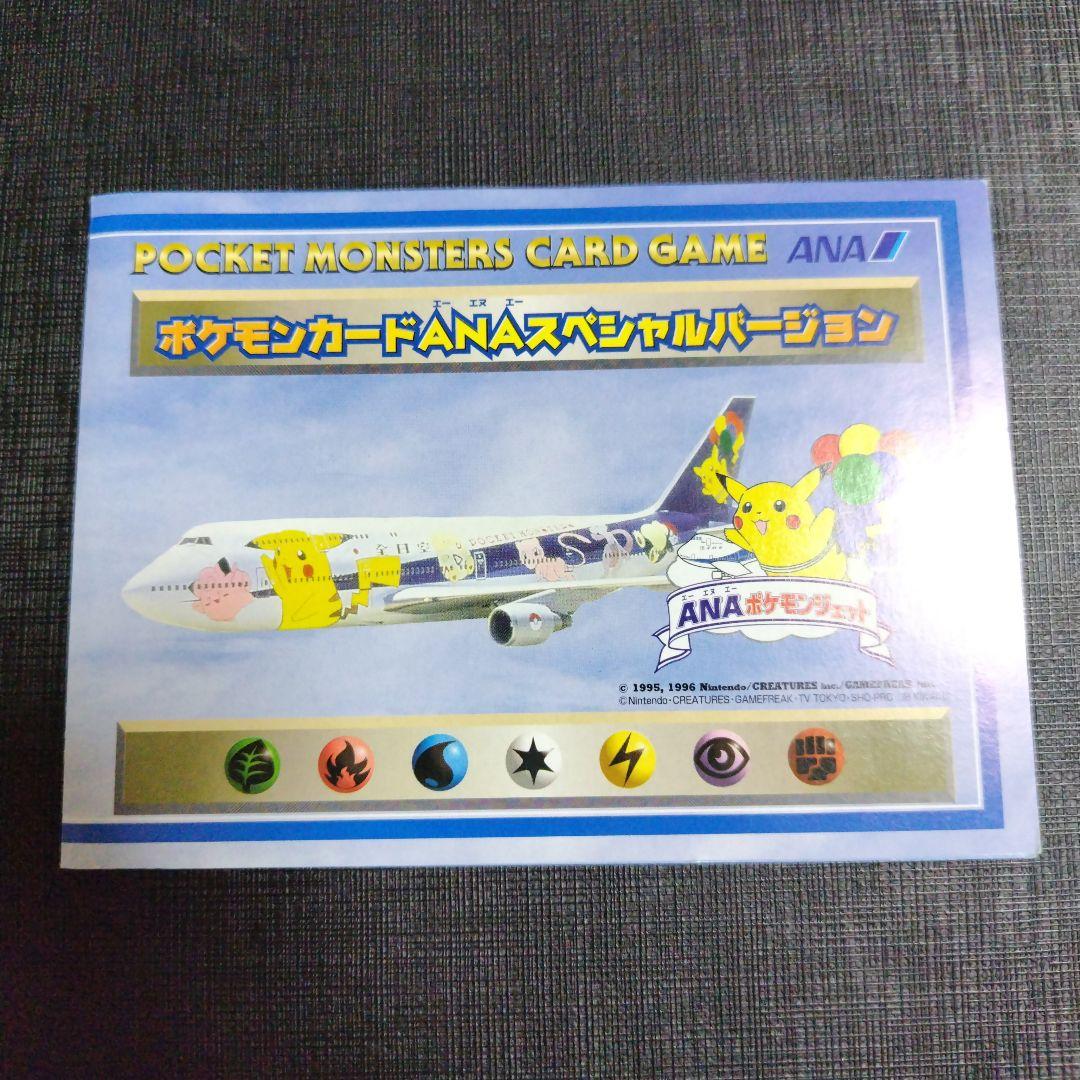 POCKET MONSTERS CARD GAME ANA
エー エヌ エー
ポケモンカードANAスペシャルバージョン
全日空
POCKET MONSTERS
エー エヌ エー
ANAポケモンジェット
© 1995, 1996 Nintendo/CREATURES inc./GAMEFREAK inc.
©Nintendo・CREATURES・GAMEFREAK・TV TOKYO・SHO-PRO